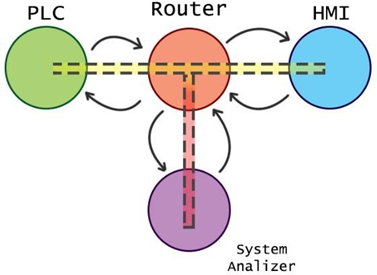 PLC
Router
HMI
System
Analizer